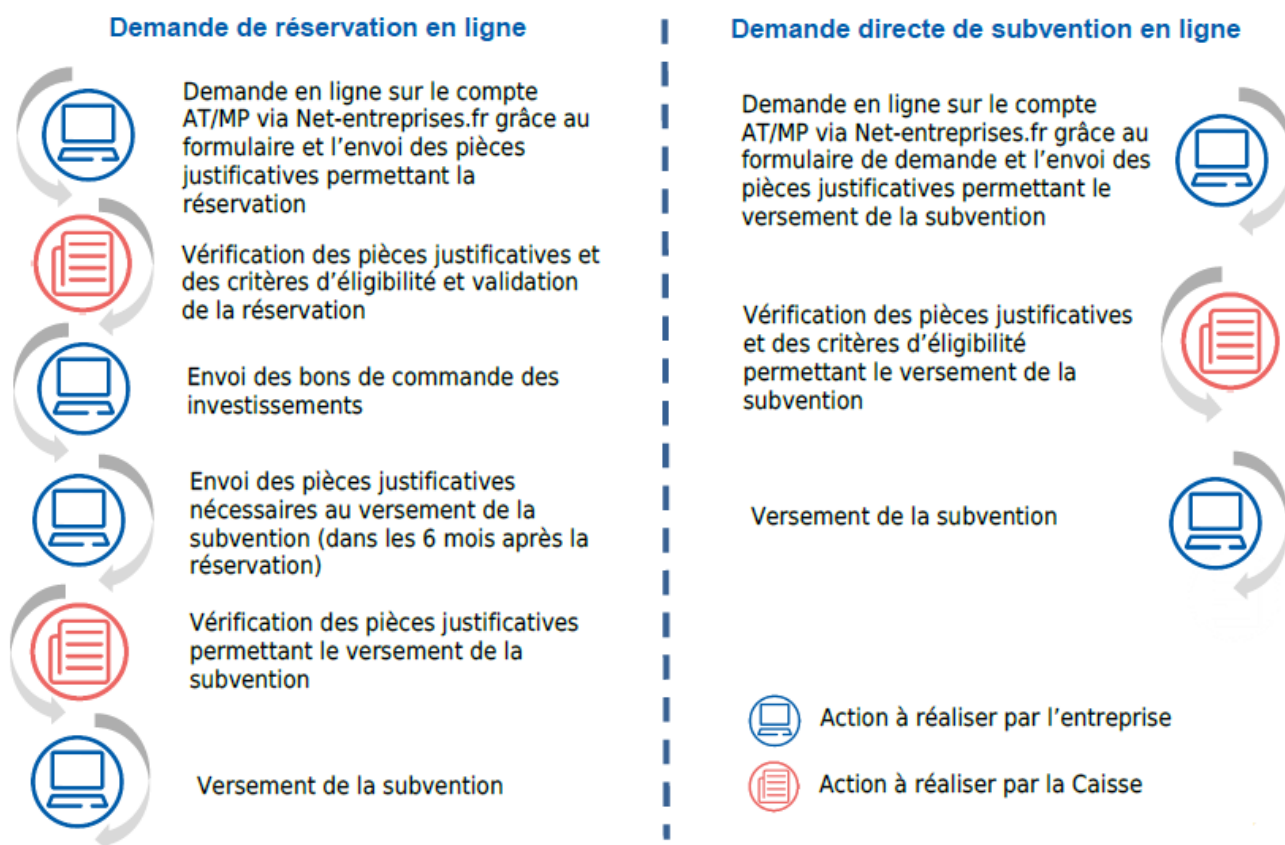 Demande de réservation en ligne
Demande en ligne sur le compte
AT/MP via Net-entreprises.fr grâce au
formulaire et l'envoi des pièces
justificatives permettant la
réservation
Vérification des pièces justificatives et
des critères d'éligibilité et validation
de la réservation
Envoi des bons de commande des
investissements
Envoi des pièces justificatives
nécessaires au versement de la
subvention (dans les 6 mois après la
réservation)
Vérification des pièces justificatives
permettant le versement de la
subvention
Versement de la subvention
Demande directe de subvention en ligne
Demande en ligne sur le compte
AT/MP via Net-entreprises.fr grâce au
formulaire de demande et l'envoi des
pièces justificatives permettant le
versement de la subvention
Vérification des pièces justificatives
et des critères d'éligibilité
permettant le versement de la
subvention
Versement de la subvention
Action à réaliser par l'entreprise
Action à réaliser par la Caisse